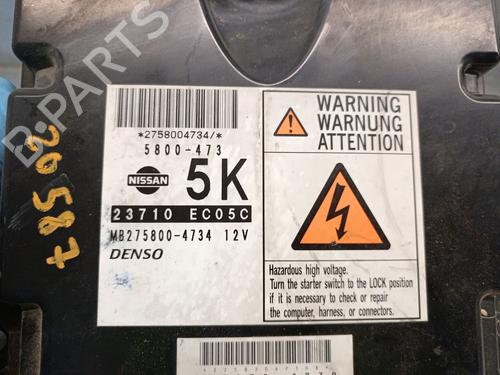 *2758004734/*
5800-473
NISSAN
5K
23710 EC05C
MB275800-4734 12V
DENSO
WARNING
WARNUNG
ATTENTION
Hazardous high voltage.
Turn the starter switch to the LOCK position
if it is necessary to check or repair
the computer, harness, or connectors.
B-PARTS
29587